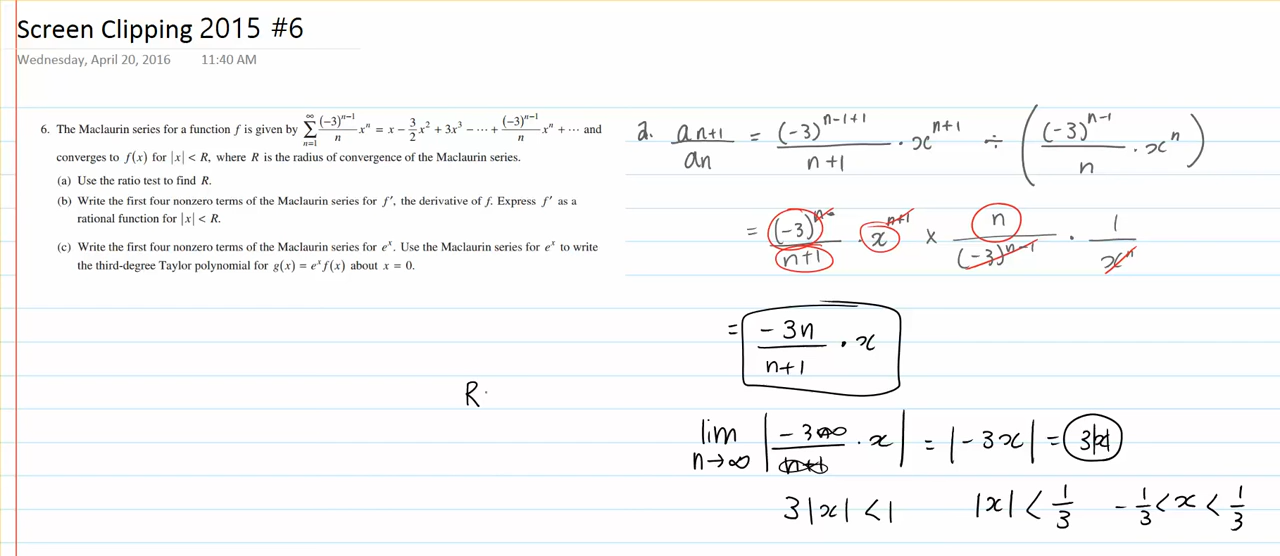 Screen Clipping 2015 #6
Wednesday, April 20, 2016 11:40 AM
6. The Maclaurin series for a function f is given by ∑_{n=1}^{∞} (-3)^{n-1}/n x^n = x − 3/2 x^2 + 3x^3 − ··· + (-3)^{n-1}/n x^n + ··· and
converges to f(x) for |x| < R, where R is the radius of convergence of the Maclaurin series.
(a) Use the ratio test to find R.
(b) Write the first four nonzero terms of the Maclaurin series for f′, the derivative of f. Express f′ as a
rational function for |x| < R.
(c) Write the first four nonzero terms of the Maclaurin series for e^x. Use the Maclaurin series for e^x to write
the third-degree Taylor polynomial for g(x) = e^x f(x) about x = 0.
a. a_{n+1}/a_n = (-3)^{n-1+1}/(n+1) · x^{n+1} ÷ ((-3)^{n-1}/n · x^n)
= (-3)^n/(n+1) · x^{n+1} × n/(-3)^{n-1} · 1/x^n
= -3n/(n+1) · x
R
lim n→∞ |-3n/(n+1) · x| = |-3x| = 3|x|
3|x| < 1 |x| < 1/3 -1/3 < x < 1/3